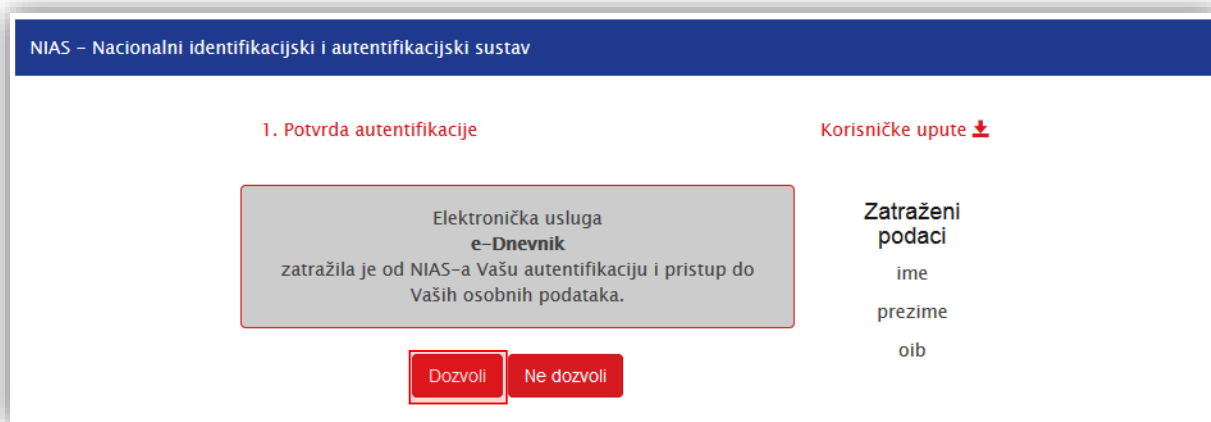 NIAS – Nacionalni identifikacijski i autentifikacijski sustav
1. Potvrda autentifikacije
Korisničke upute
Elektronička usluga
e-Dnevnik
zatražila je od NIAS-a Vašu autentifikaciju i pristup do
Vaših osobnih podataka.
Dozvoli
Ne dozvoli
Zatraženi
podaci
ime
prezime
oib